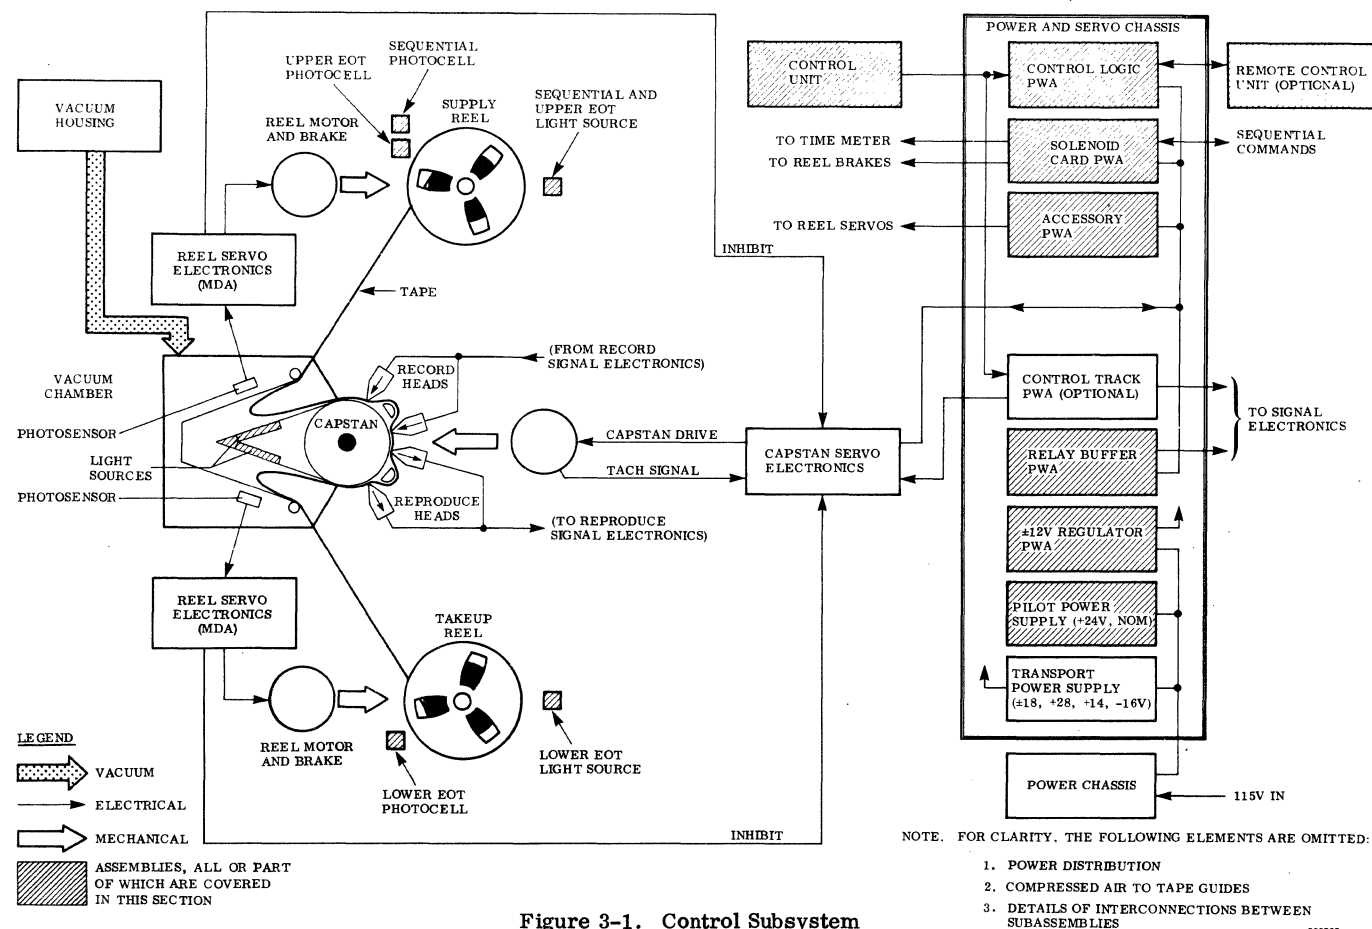 SEQUENTIAL
PHOTOCELL
UPPER EOT
PHOTOCELL
VACUUM
HOUSING
REEL MOTOR
AND BRAKE
SUPPLY
REEL
SEQUENTIAL AND
UPPER EOT
LIGHT SOURCE
REEL SERVO
ELECTRONICS
(MDA)
INHIBIT
TAPE
(FROM RECORD
SIGNAL ELECTRONICS)
RECORD
HEADS
VACUUM
CHAMBER
CAPSTAN
PHOTOSENSOR
LIGHT
SOURCES
PHOTOSENSOR
CAPSTAN DRIVE
TACH SIGNAL
CAPSTAN SERVO
ELECTRONICS
REPRODUCE
HEADS
(TO REPRODUCE
SIGNAL ELECTRONICS)
REEL SERVO
ELECTRONICS
(MDA)
TAKEUP
REEL
REEL MOTOR
AND BRAKE
LOWER EOT
LIGHT SOURCE
LOWER EOT
PHOTOCELL
INHIBIT
LEGEND
VACUUM
ELECTRICAL
MECHANICAL
ASSEMBLIES, ALL OR PART
OF WHICH ARE COVERED
IN THIS SECTION
POWER AND SERVO CHASSIS
CONTROL
UNIT
CONTROL LOGIC
PWA
REMOTE CONTROL
UNIT (OPTIONAL)
TO TIME METER
TO REEL BRAKES
SOLENOID
CARD PWA
SEQUENTIAL
COMMANDS
TO REEL SERVOS
ACCESSORY
PWA
CONTROL TRACK
PWA (OPTIONAL)
TO SIGNAL
ELECTRONICS
RELAY BUFFER
PWA
±12V REGULATOR
PWA
PILOT POWER
SUPPLY (+24V, NOM)
TRANSPORT
POWER SUPPLY
(±18, +28, +14, -16V)
POWER CHASSIS
115V IN
NOTE. FOR CLARITY, THE FOLLOWING ELEMENTS ARE OMITTED:
1. POWER DISTRIBUTION
2. COMPRESSED AIR TO TAPE GUIDES
3. DETAILS OF INTERCONNECTIONS BETWEEN
SUBASSEMBLIES
Figure 3-1. Control Subsystem